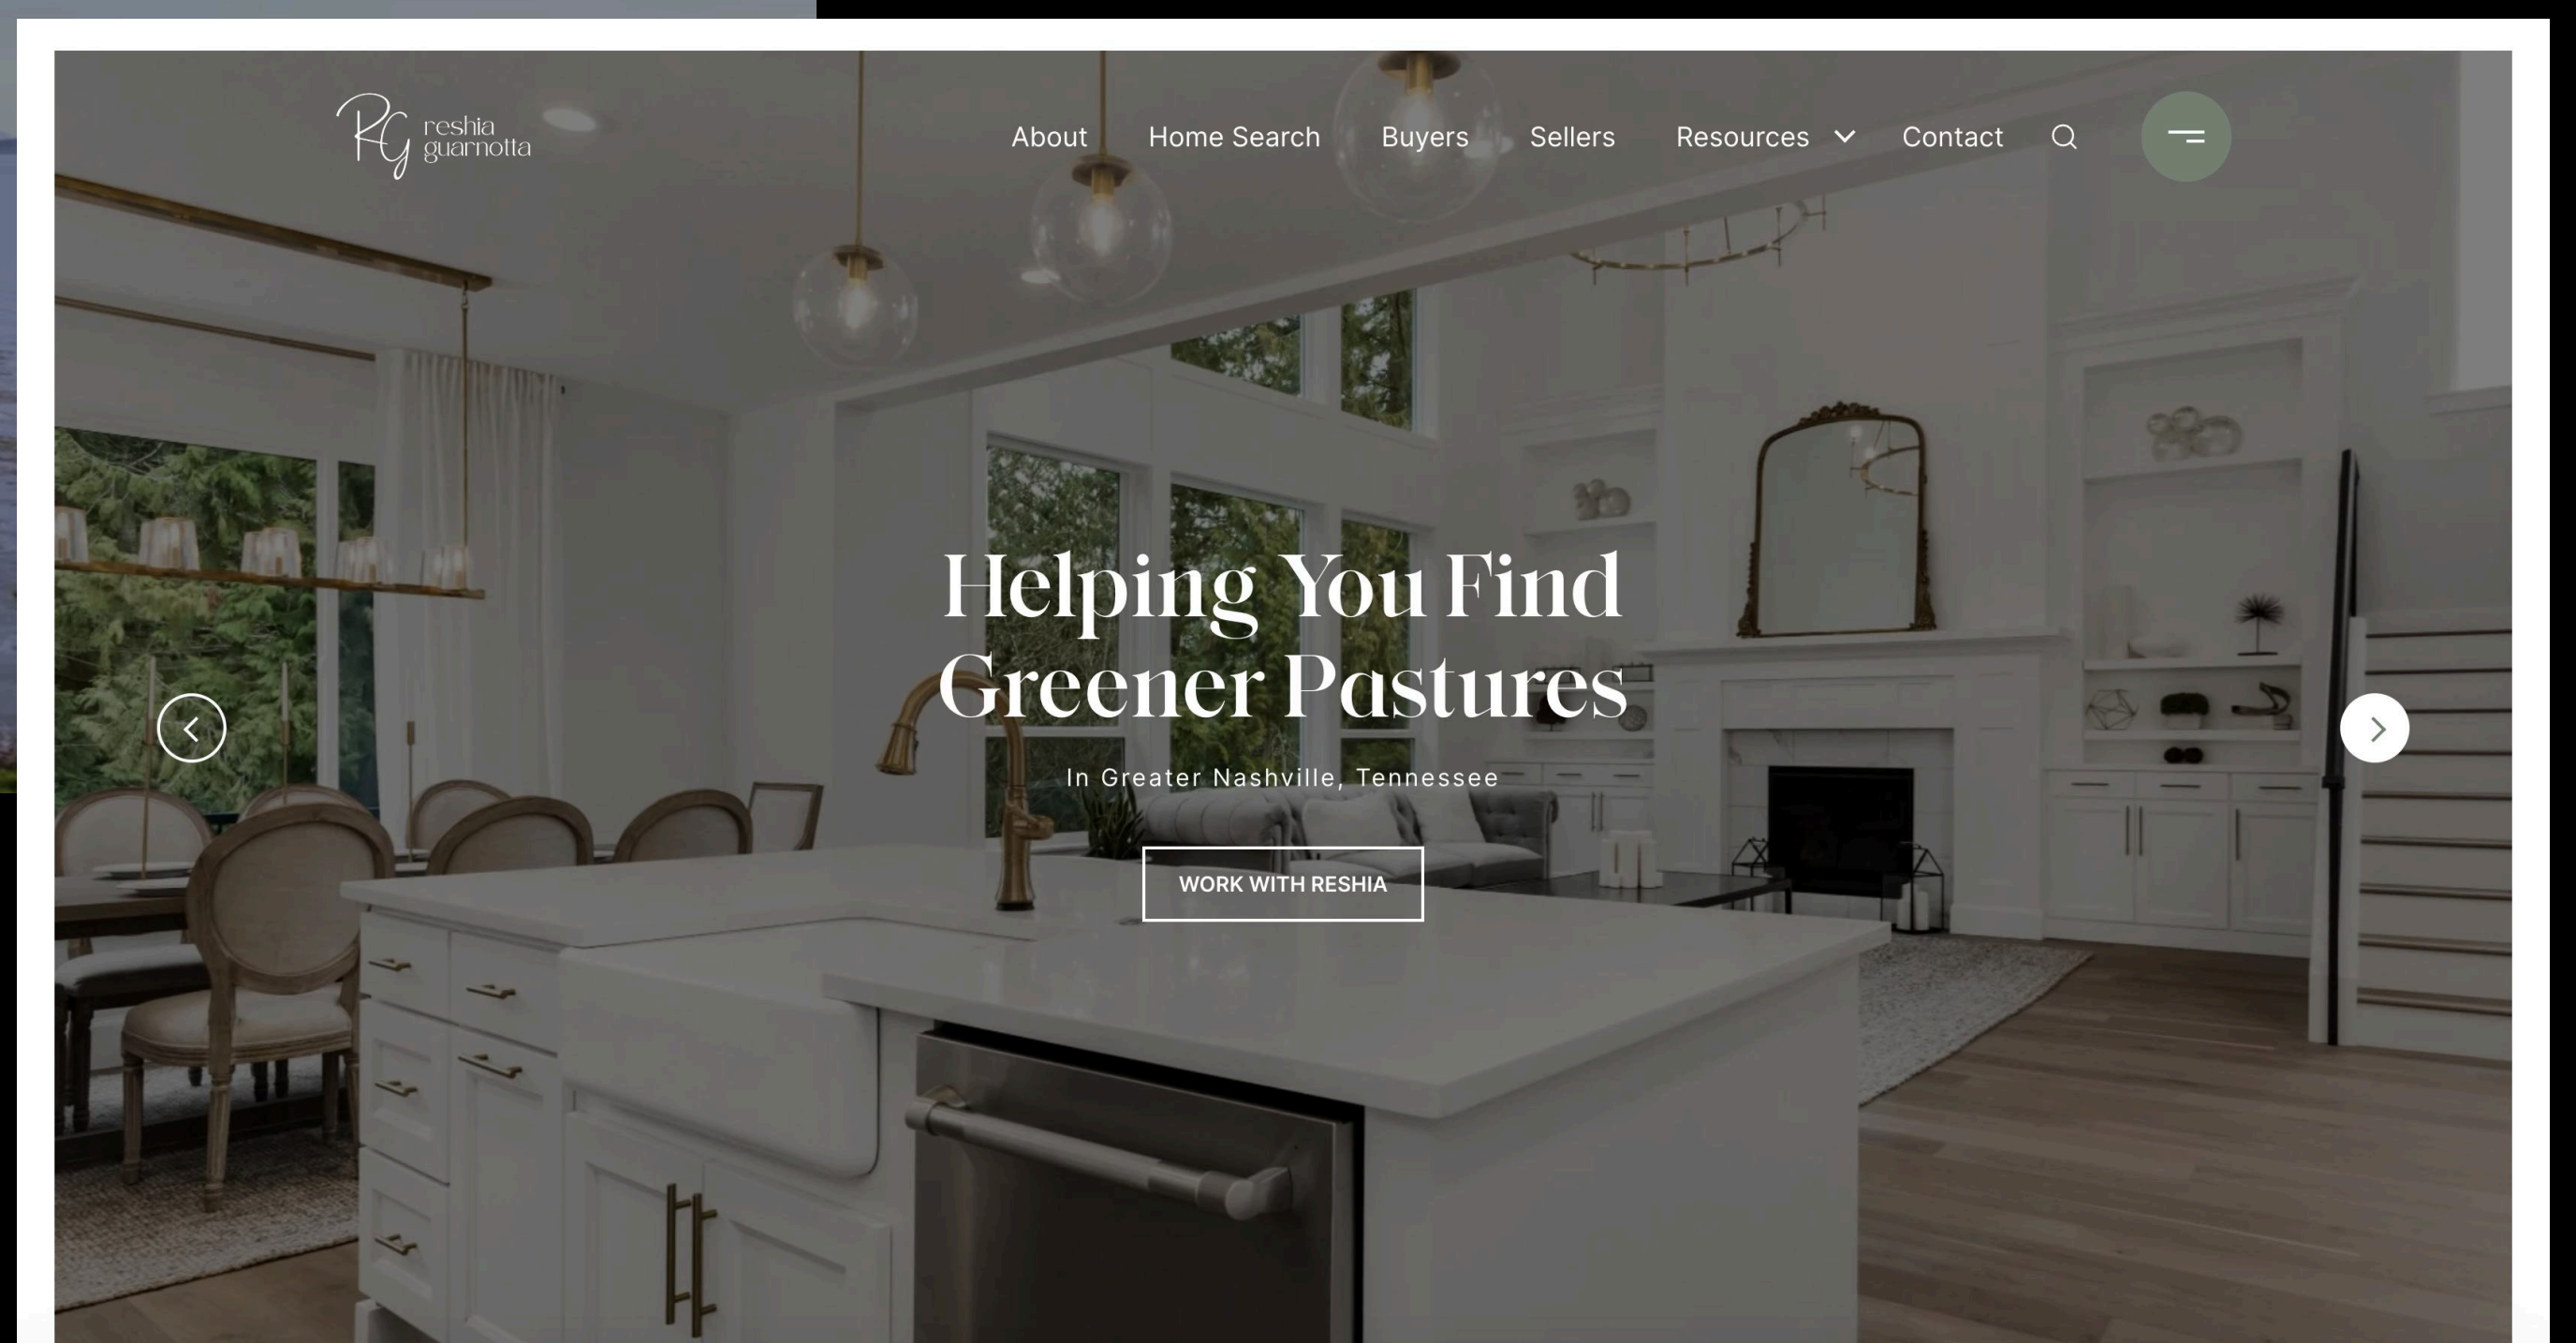 RG reshia
guarnotta
About Home Search Buyers Sellers Resources Contact
Helping You Find
Greener Pastures
In Greater Nashville, Tennessee
WORK WITH RESHIA